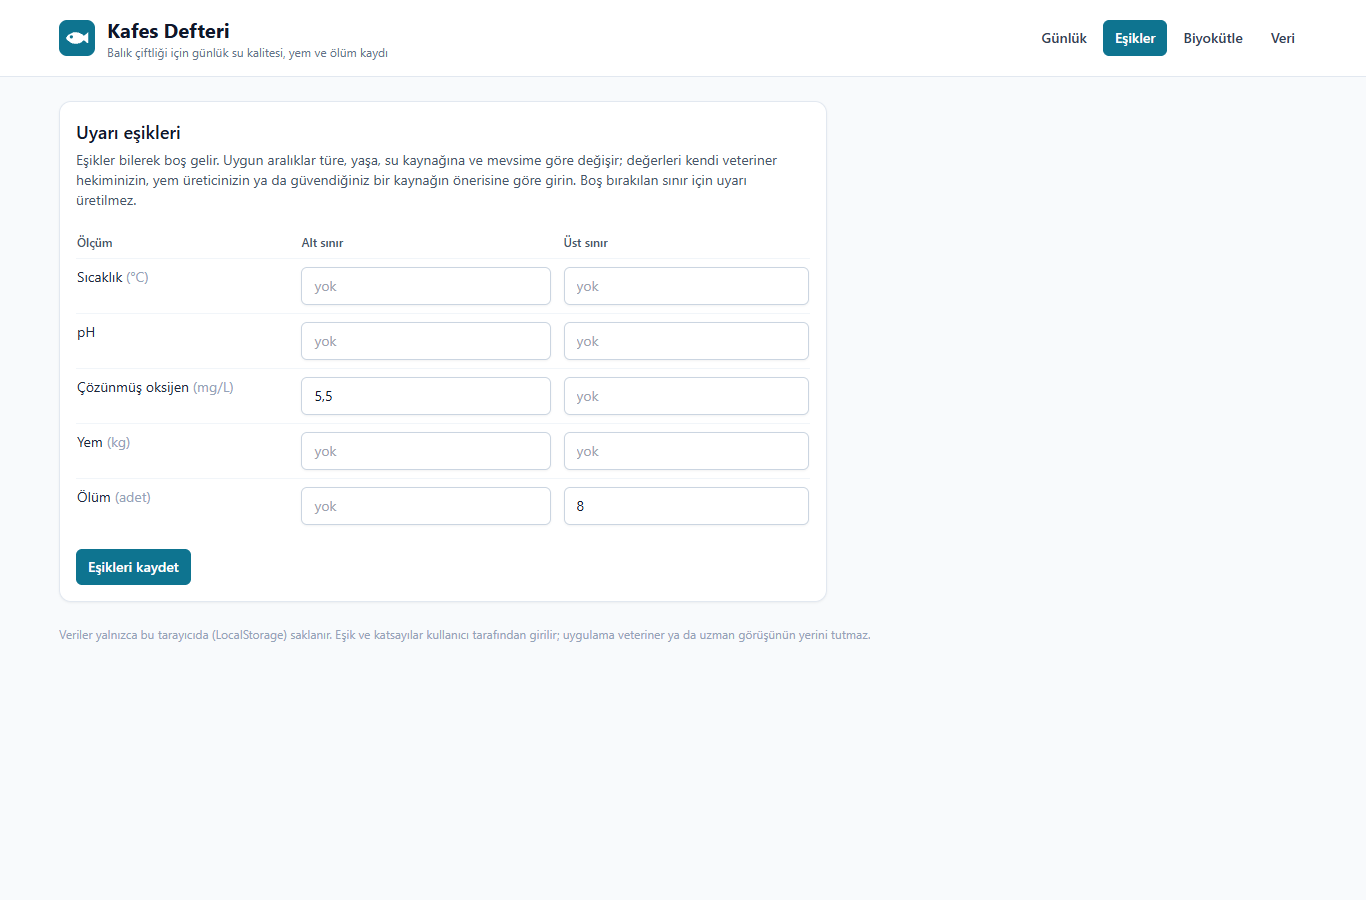 Kafes Defteri
Balık çiftliği için günlük su kalitesi, yem ve ölüm kaydı
Günlük
Eşikler
Biyokütle
Veri
Uyarı eşikleri
Eşikler bilerek boş gelir. Uygun aralıklar türe, yaşa, su kaynağına ve mevsime göre değişir; değerleri kendi veteriner
hekiminizin, yem üreticinizin ya da güvendiğiniz bir kaynağın önerisine göre girin. Boş bırakılan sınır için uyarı
üretilmez.
Ölçüm Alt sınır Üst sınır
Sıcaklık (°C) yok yok
pH yok yok
Çözünmüş oksijen (mg/L) 5,5 yok
Yem (kg) yok yok
Ölüm (adet) yok 8
Eşikleri kaydet
Veriler yalnızca bu tarayıcıda (LocalStorage) saklanır. Eşik ve katsayılar kullanıcı tarafından girilir; uygulama veteriner ya da uzman görüşünün yerini tutmaz.